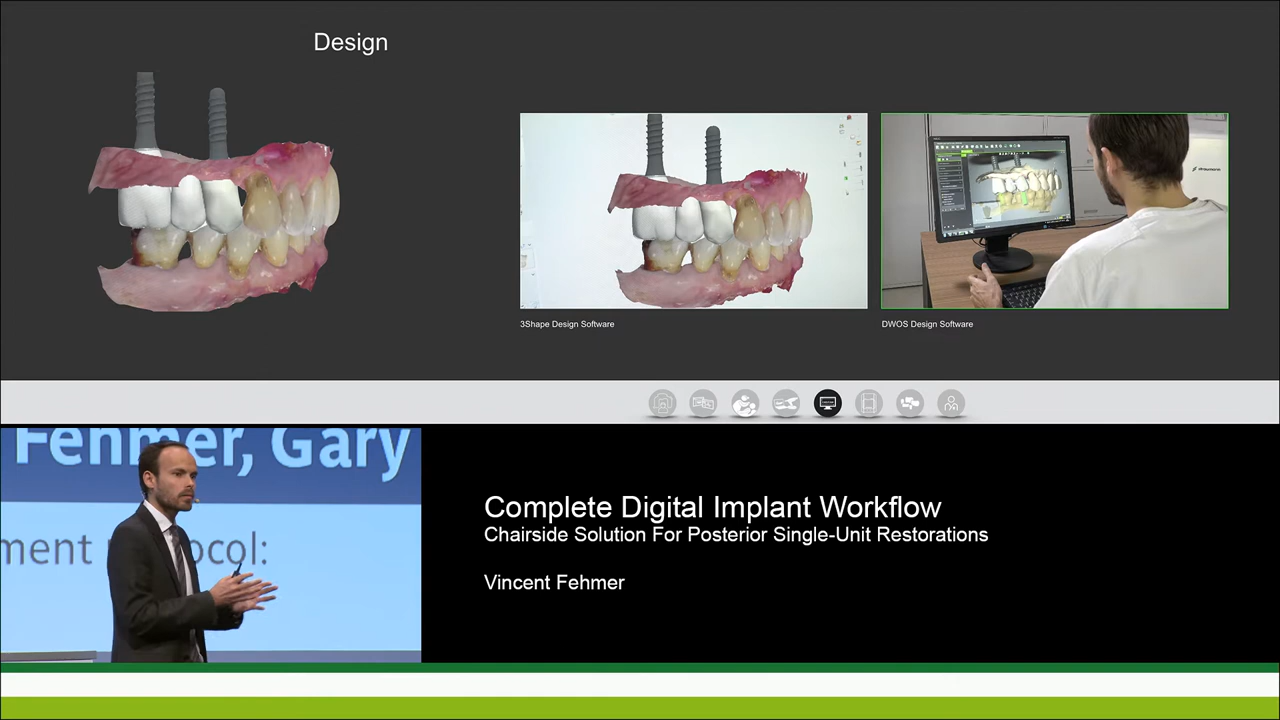 Design
3Shape Design Software
DWOS Design Software
Fehmer, Gary
Complete Digital Implant Workflow
Chairside Solution For Posterior Single-Unit Restorations
Vincent Fehmer